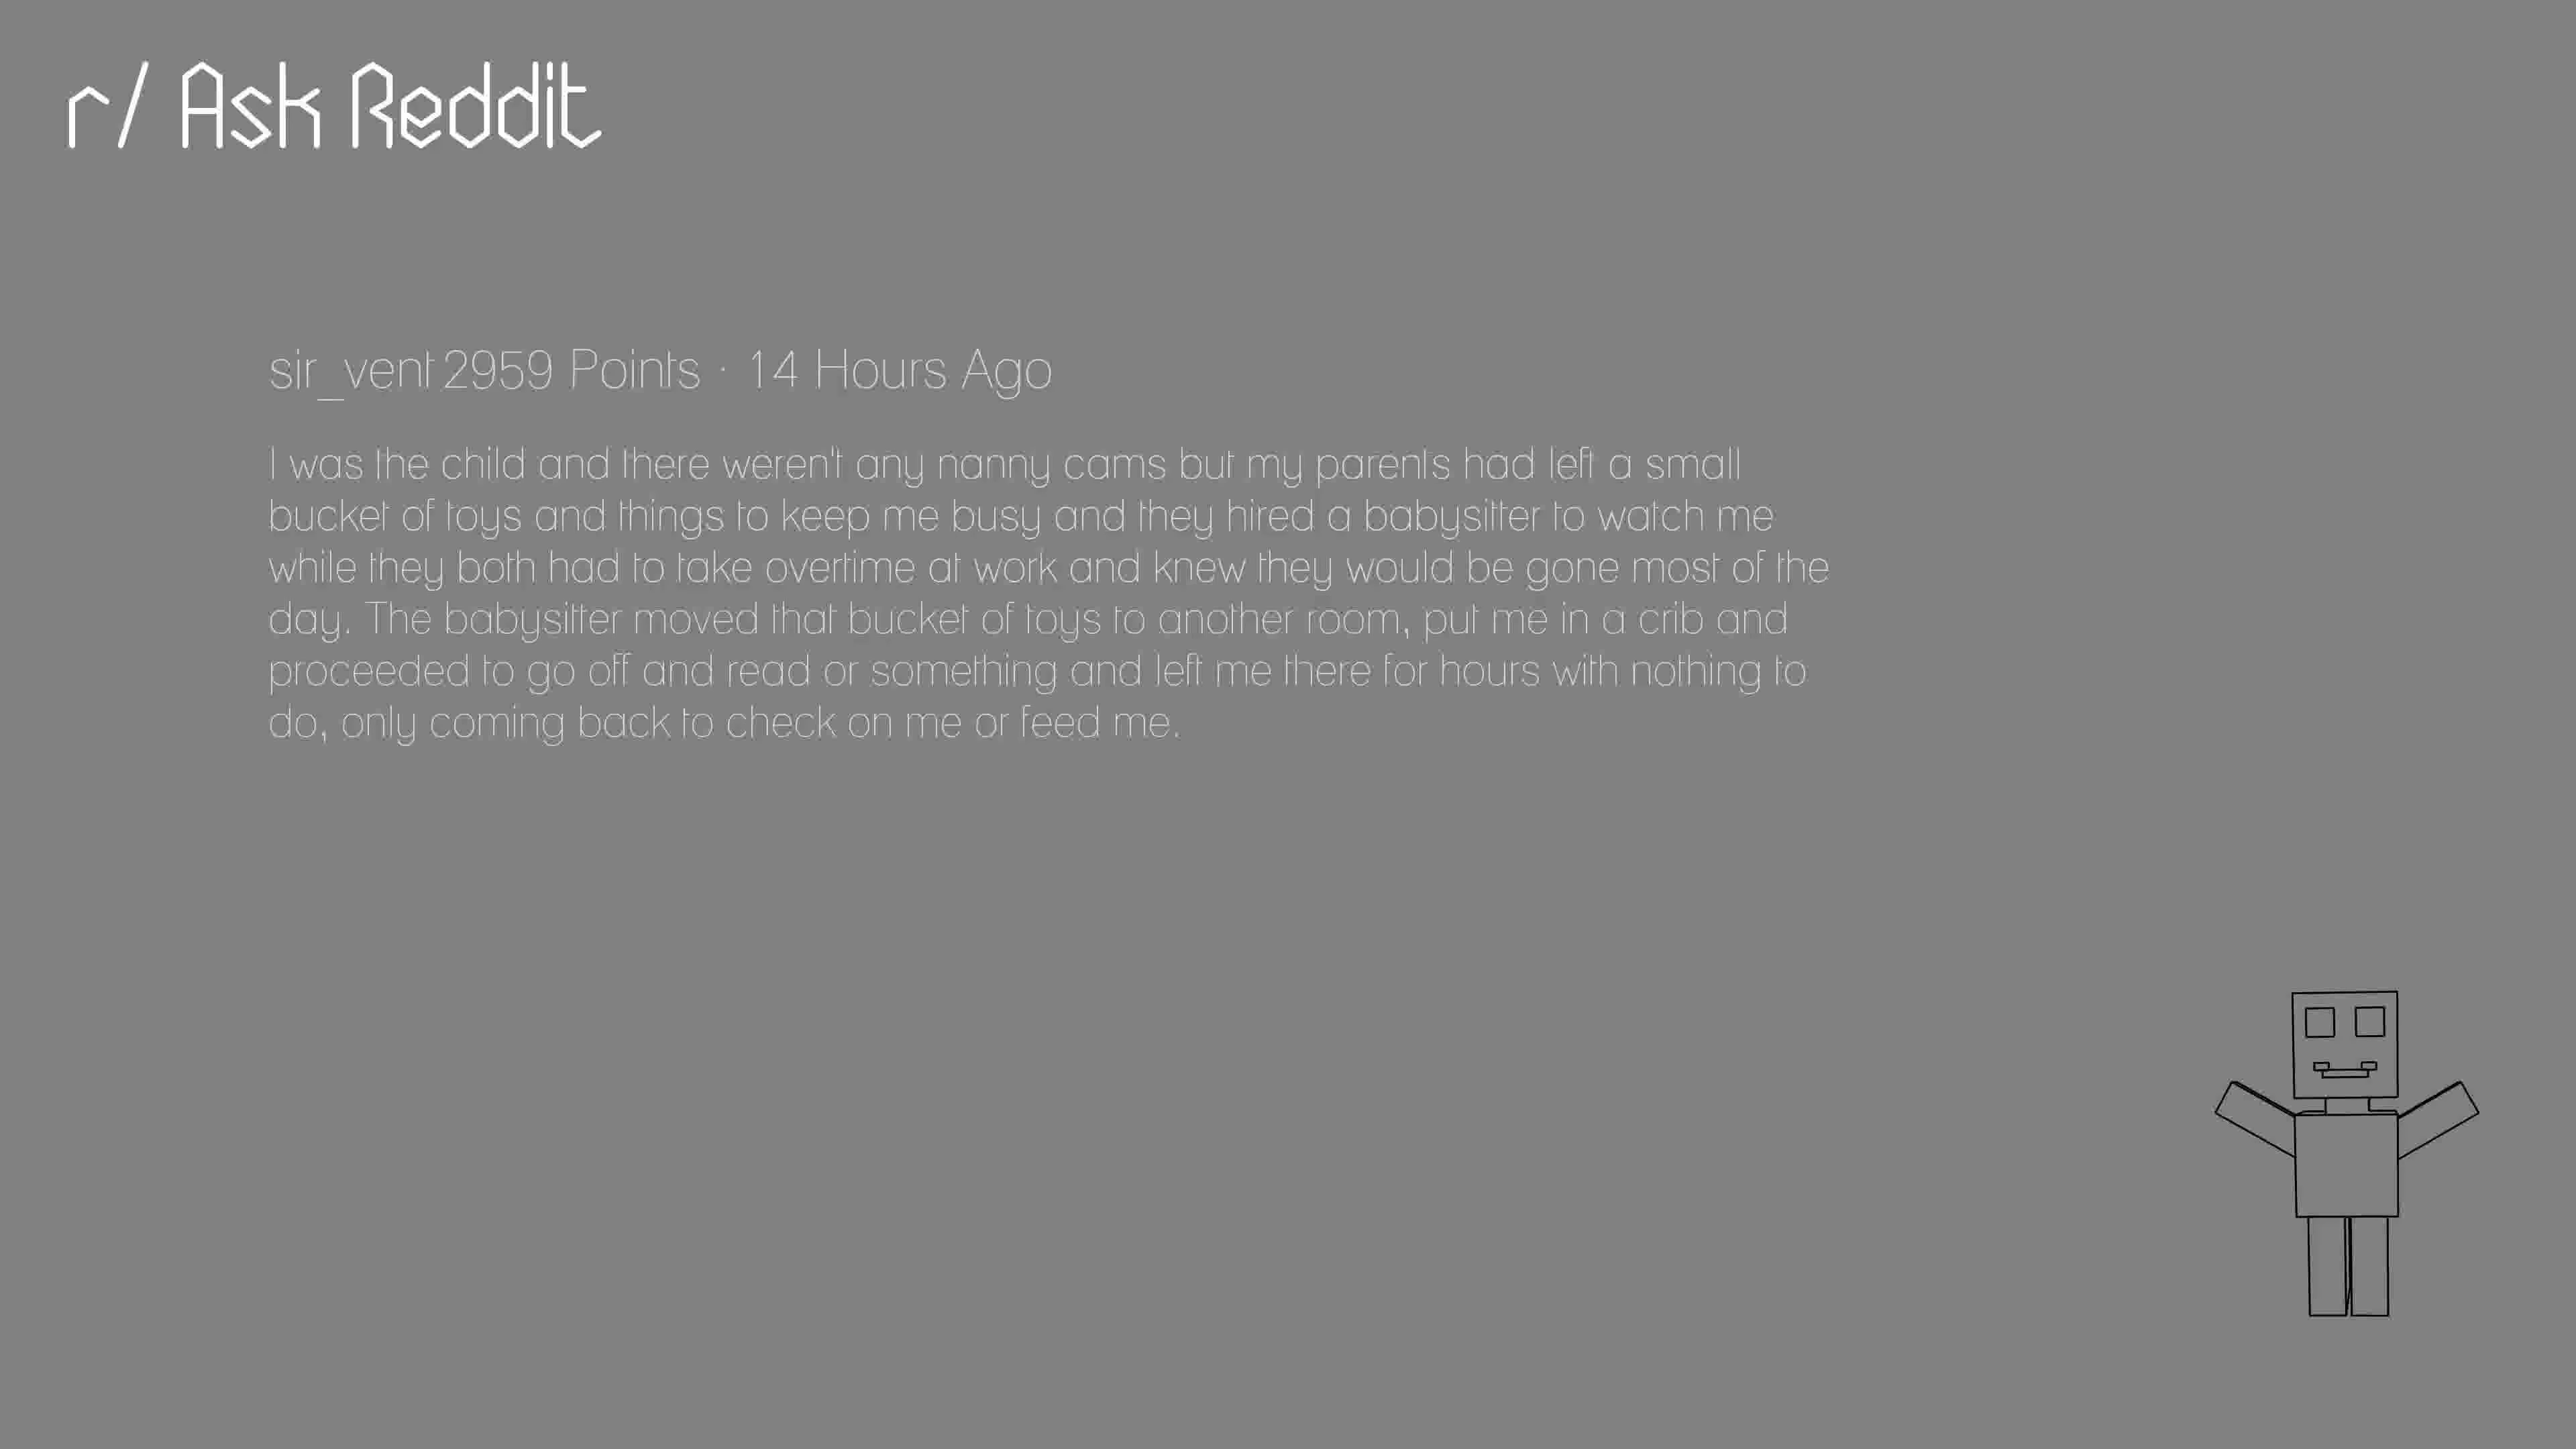 r/ Ask Reddit
sir_vent 2959 Points · 14 Hours Ago
I was the child and there weren't any nanny cams but my parents had left a small
bucket of toys and things to keep me busy and they hired a babysitter to watch me
while they both had to take overtime at work and knew they would be gone most of the
day. The babysitter moved that bucket of toys to another room, put me in a crib and
proceeded to go off and read or something and left me there for hours with nothing to
do, only coming back to check on me or feed me.